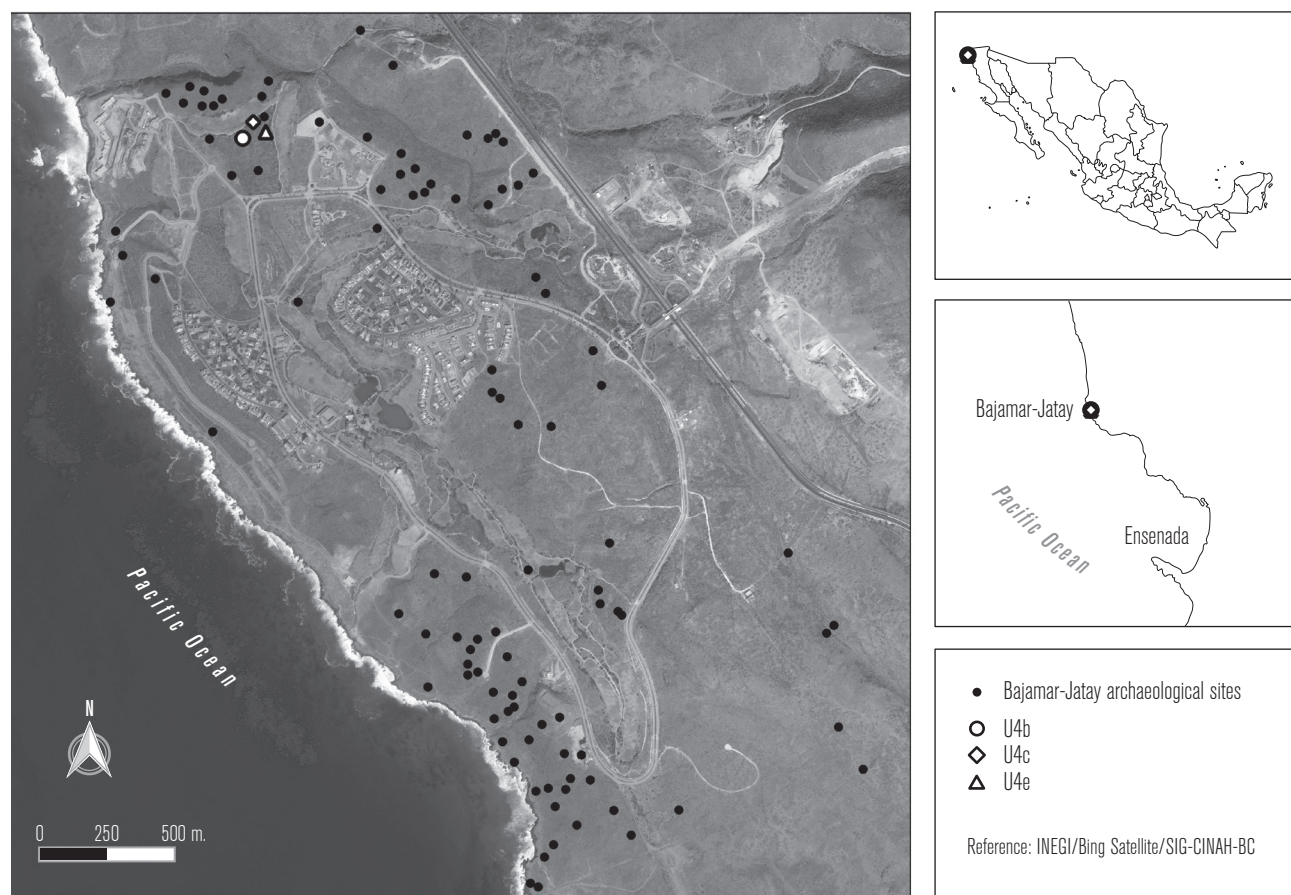 Pacific Ocean
N
0 250 500 m.
Bajamar-Jatay
Pacific Ocean
Ensenada
Bajamar-Jatay archaeological sites
U4b
U4c
U4e
Reference: INEGI/Bing Satellite/SIG-CINAH-BC